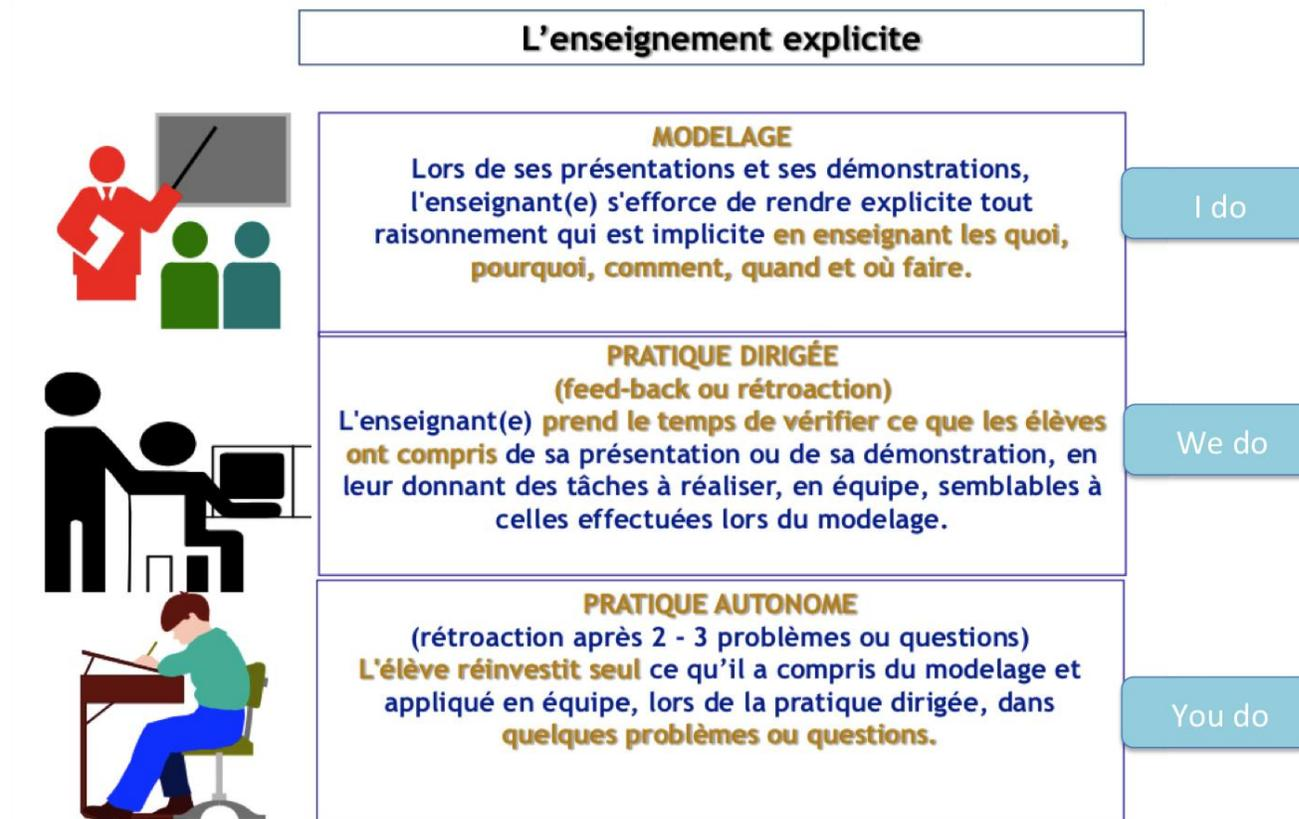 L'enseignement explicite
MODELAGE
Lors de ses présentations et ses démonstrations,
l'enseignant(e) s'efforce de rendre explicite tout
raisonnement qui est implicite en enseignant les quoi,
pourquoi, comment, quand et où faire.
I do
PRATIQUE DIRIGÉE
(feed-back ou rétroaction)
L'enseignant(e) prend le temps de vérifier ce que les élèves
ont compris de sa présentation ou de sa démonstration, en
leur donnant des tâches à réaliser, en équipe, semblables à
celles effectuées lors du modelage.
We do
PRATIQUE AUTONOME
(rétroaction après 2 - 3 problèmes ou questions)
L'élève réinvestit seul ce qu'il a compris du modelage et
appliqué en équipe, lors de la pratique dirigée, dans
quelques problèmes ou questions.
You do